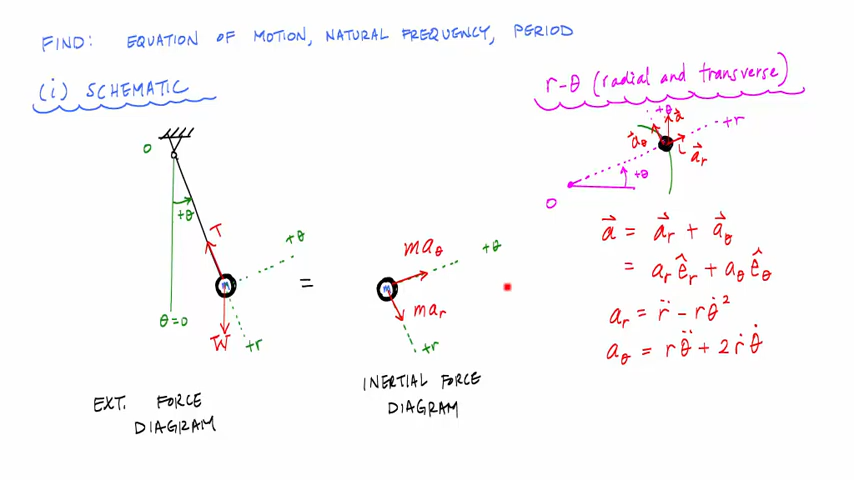 FIND: EQUATION OF MOTION, NATURAL FREQUENCY, PERIOD
(i) SCHEMATIC
r-θ (radial and transverse)
+θ
a⃗
+r
a⃗θ
a⃗r
+θ
O
O
+θ
T
m
+θ
θ=0
W
+r
=
maθ
+θ
m
mar
+r
a⃗ = a⃗r + a⃗θ
= ar êr + aθ êθ
ar = r̈ - rθ̇²
aθ = rθ̈ + 2ṙθ̇
EXT. FORCE
DIAGRAM
INERTIAL FORCE
DIAGRAM